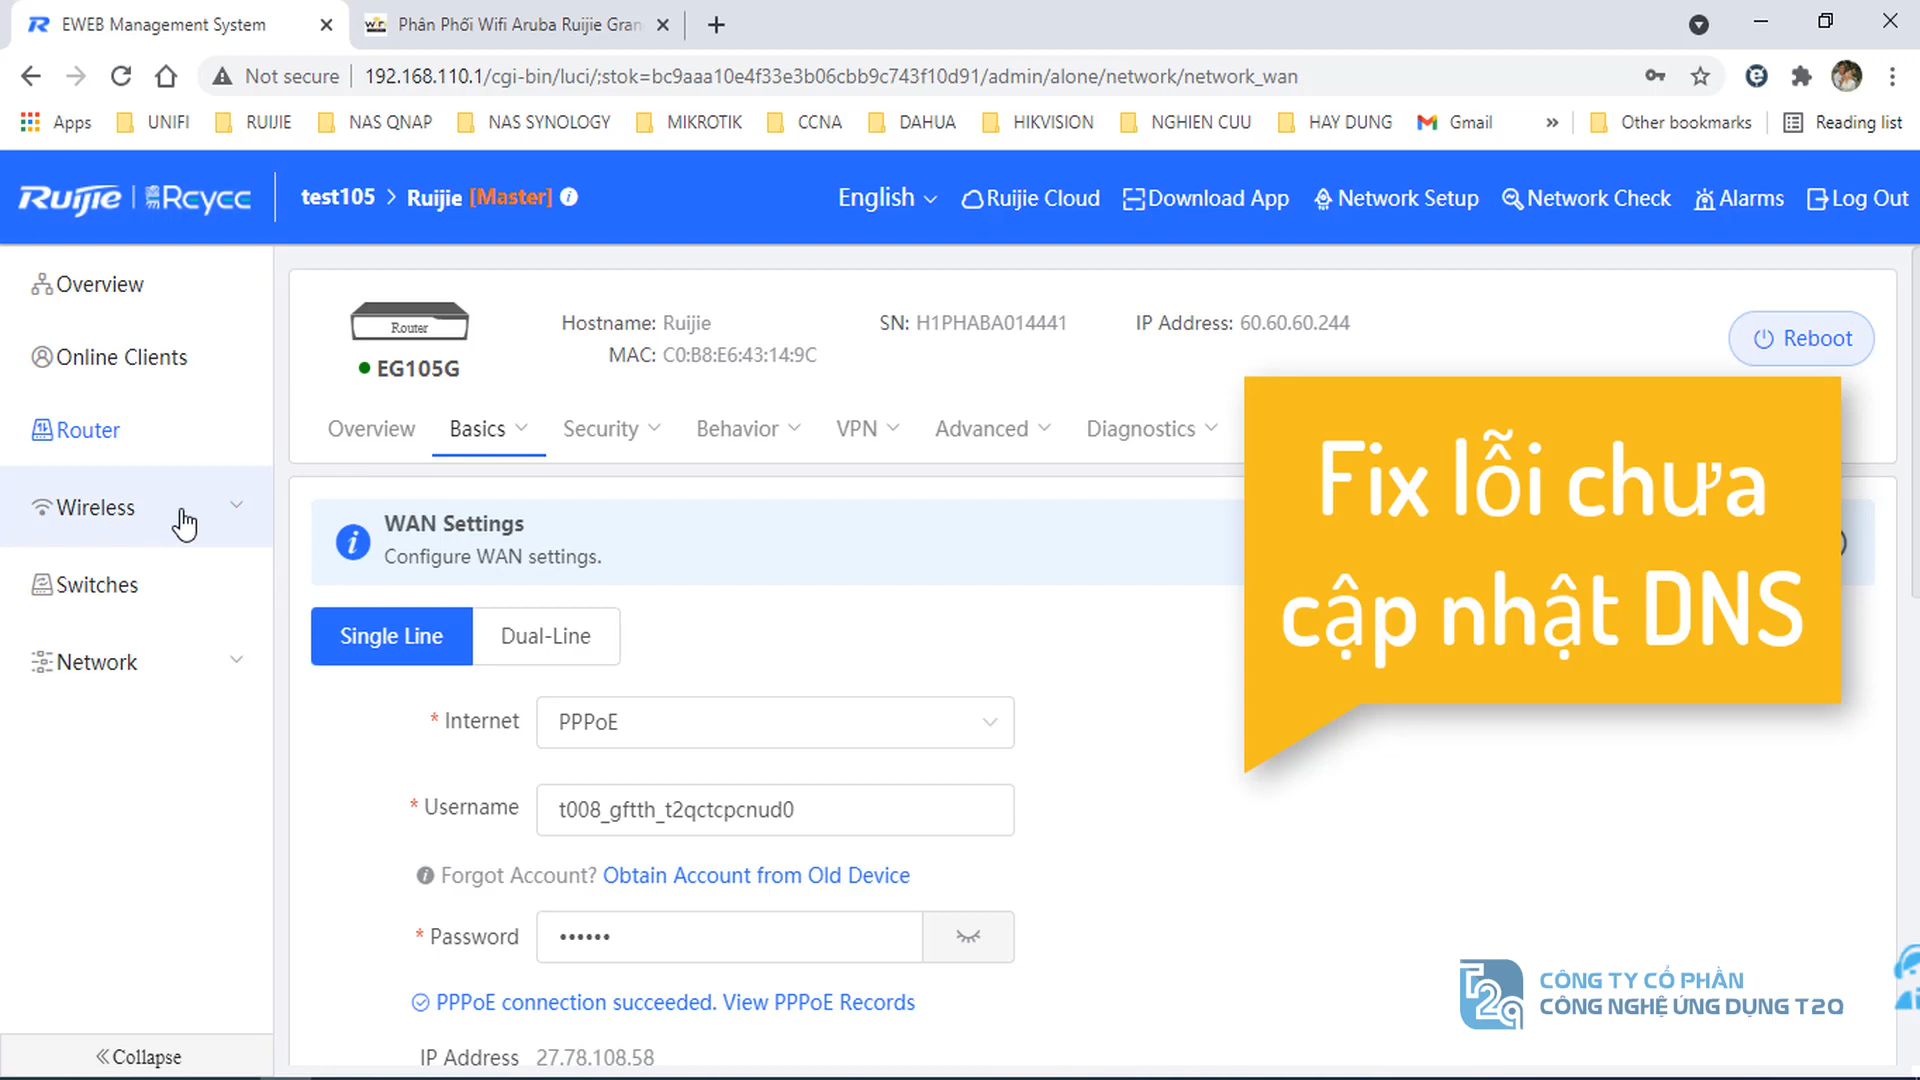 EWEB Management System
Phân Phối Wifi Aruba Ruijie Gran
Not secure
192.168.110.1/cgi-bin/luci/;stok=bc9aaa10e4f33e3b06cbb9c743f10d91/admin/alone/network/network_wan
Apps
UNIFI
RUIJIE
NAS QNAP
NAS SYNOLOGY
MIKROTIK
CCNA
DAHUA
HIKVISION
NGHIEN CUU
HAY DUNG
Gmail
»
Other bookmarks
Reading list
Ruijie | Reyee
test105 > Ruijie [Master]
English
Ruijie Cloud
Download App
Network Setup
Network Check
Alarms
Log Out
Overview
Online Clients
Router
Wireless
Switches
Network
Collapse
Router
EG105G
Hostname: Ruijie
SN: H1PHABA014441
IP Address: 60.60.60.244
MAC: C0:B8:E6:43:14:9C
Reboot
Overview
Basics
Security
Behavior
VPN
Advanced
Diagnostics
Fix lỗi chưa
cập nhật DNS
WAN Settings
Configure WAN settings.
Single Line
Dual-Line
* Internet
PPPoE
* Username
t008_gftth_t2qctcpcnud0
Forgot Account? Obtain Account from Old Device
* Password
••••••
PPPoE connection succeeded. View PPPoE Records
IP Address 27.78.108.58
T2Q
CÔNG TY CỔ PHẦN
CÔNG NGHỆ ỨNG DỤNG T2Q